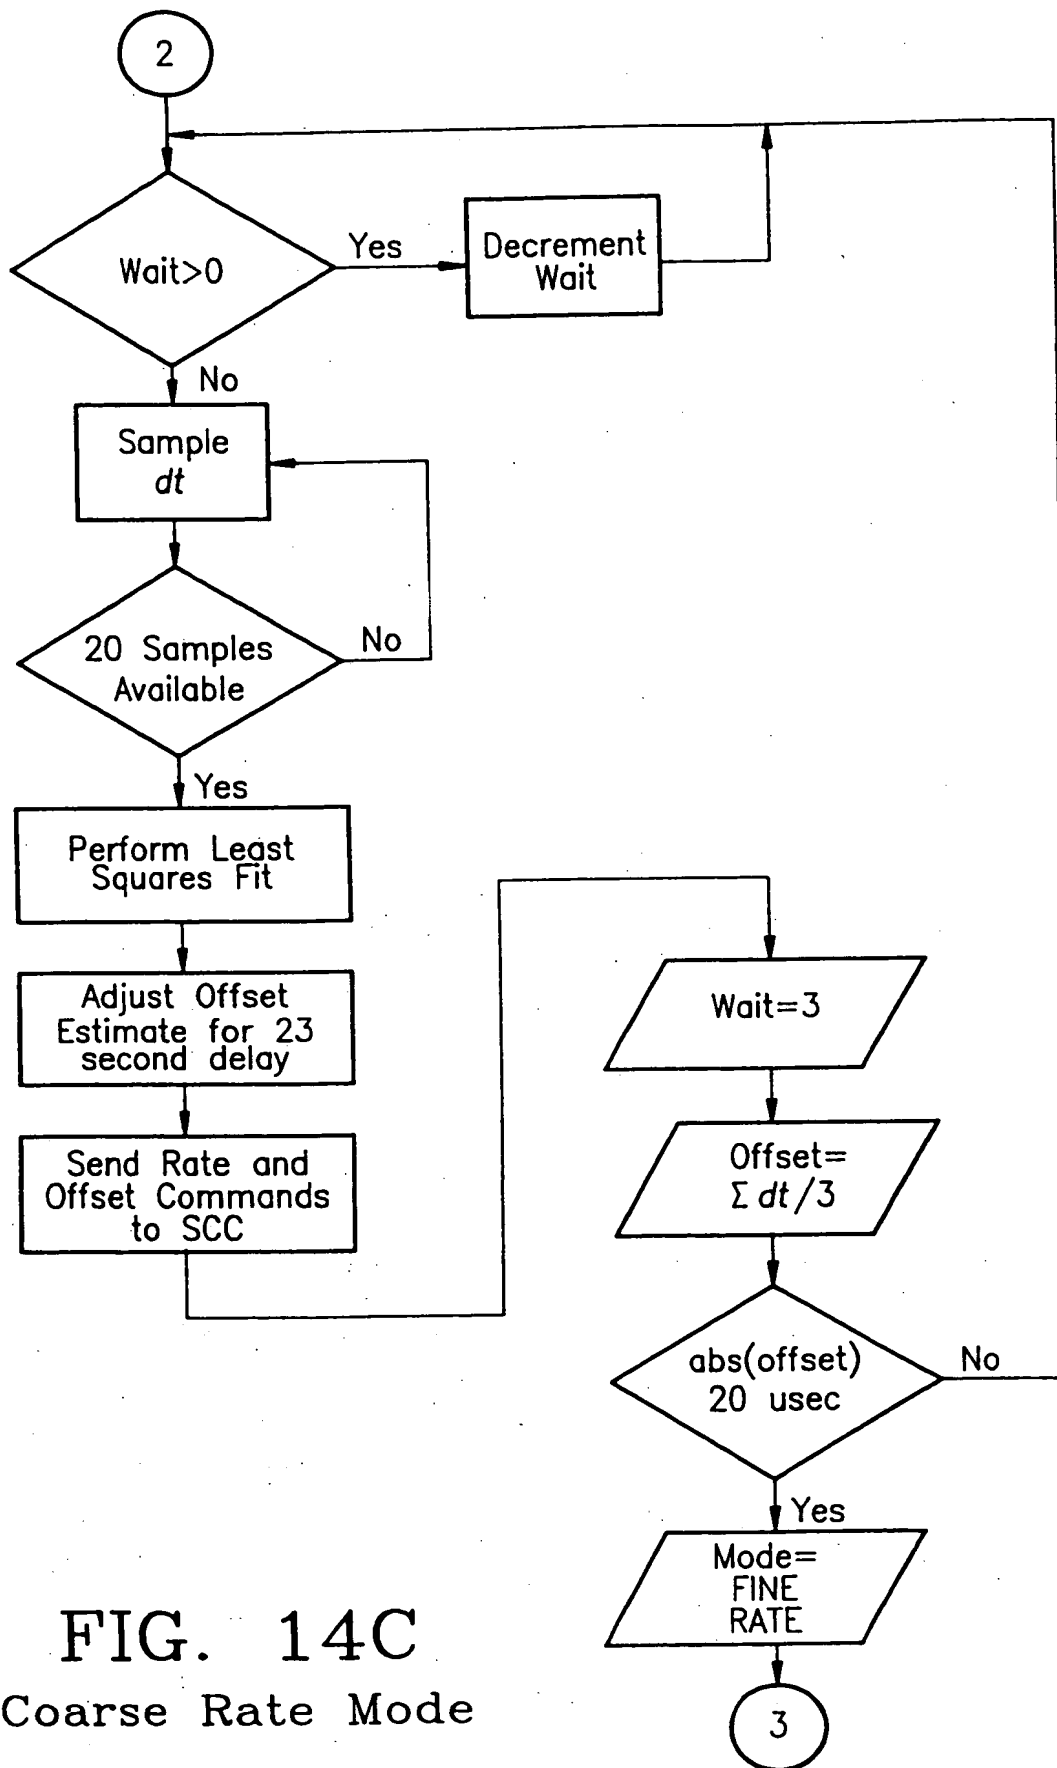 2
Wait>0
Yes
Decrement
Wait
No
Sample
dt
20 Samples
Available
No
Yes
Perform Least
Squares Fit
Adjust Offset
Estimate for 23
second delay
Send Rate and
Offset Commands
to SCC
Wait=3
Offset=
Σ dt/3
abs(offset)
20 usec
No
Yes
Mode=
FINE
RATE
3
FIG. 14C
Coarse Rate Mode